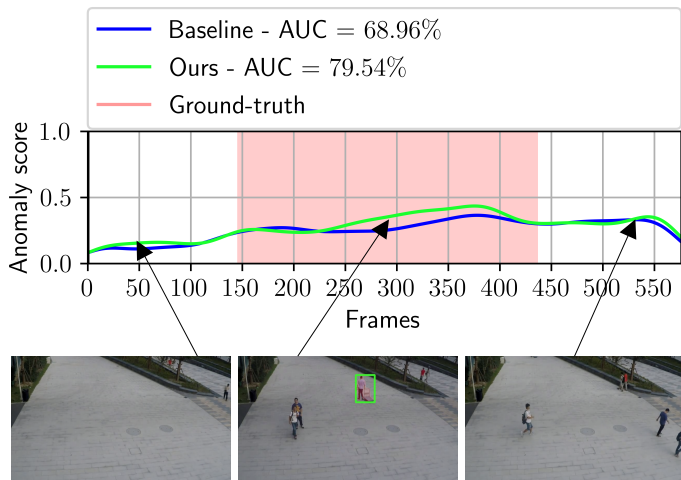 Baseline - AUC = 68.96%
Ours - AUC = 79.54%
Ground-truth
Anomaly score
1.0
0.5
0.0
0 50 100 150 200 250 300 350 400 450 500 550
Frames